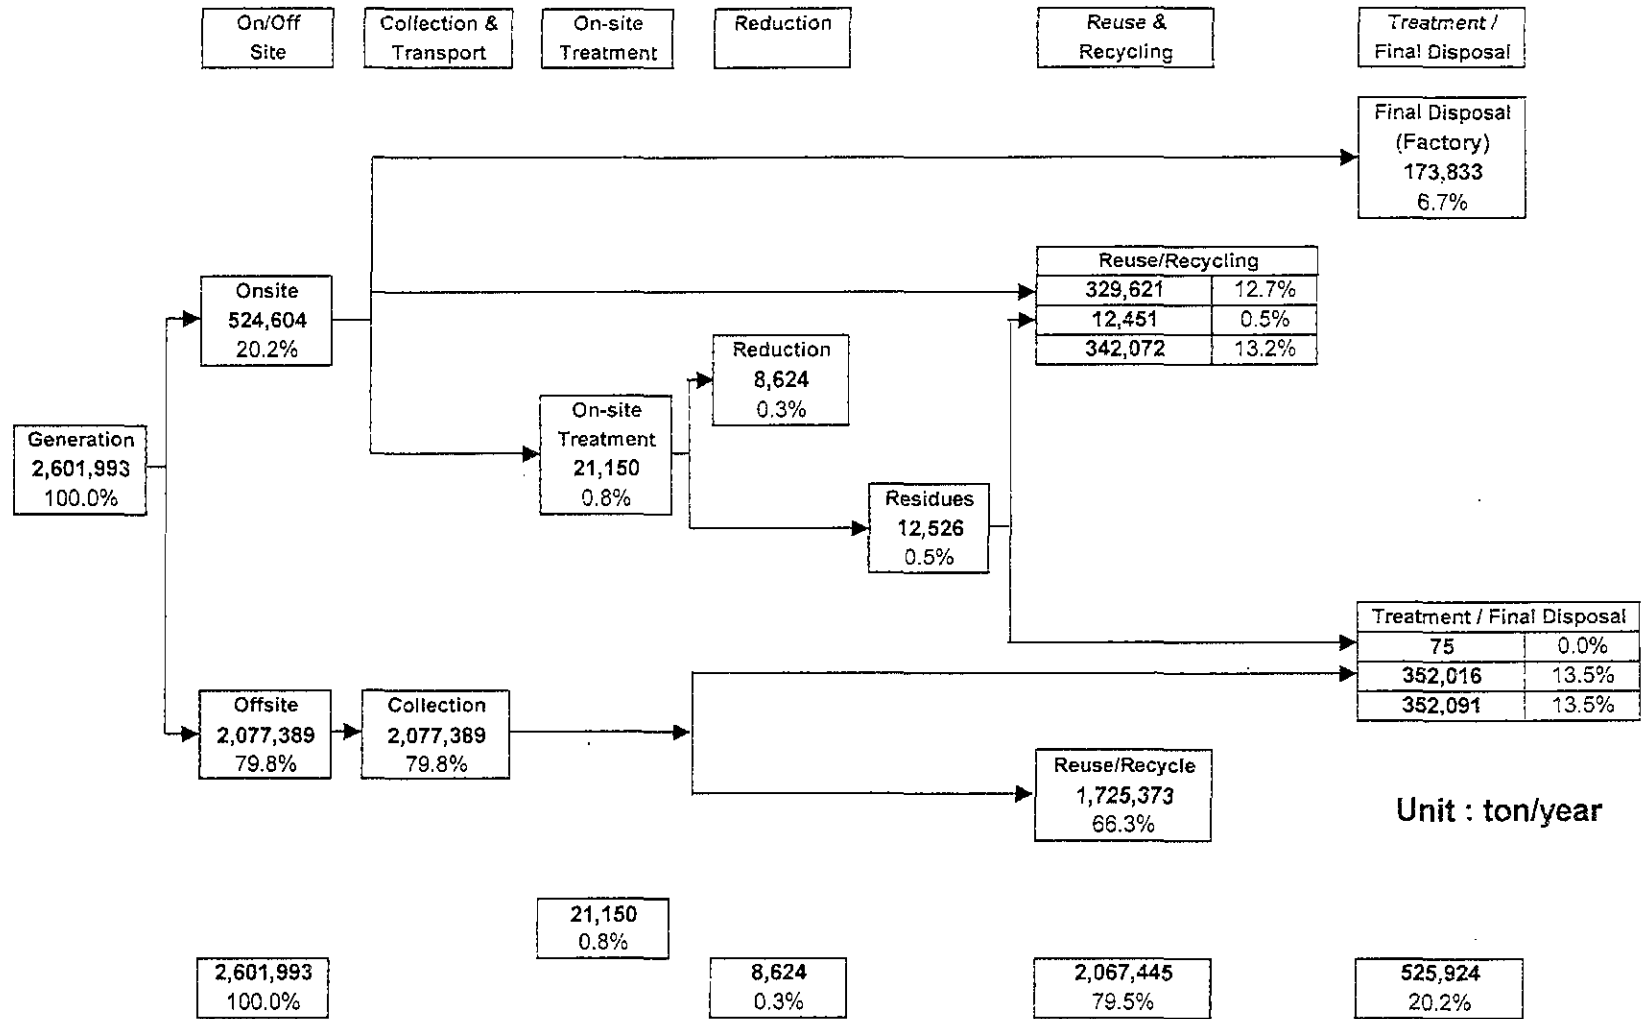 On/Off
Site
Collection &
Transport
On-site
Treatment
Reduction
Reuse &
Recycling
Treatment /
Final Disposal
Final Disposal
(Factory)
173,833
6.7%
Reuse/Recycling
329,621 12.7%
12,451 0.5%
342,072 13.2%
Onsite
524,604
20.2%
Reduction
8,624
0.3%
On-site
Treatment
21,150
0.8%
Generation
2,601,993
100.0%
Residues
12,526
0.5%
Treatment / Final Disposal
75 0.0%
352,016 13.5%
352,091 13.5%
Offsite
2,077,389
79.8%
Collection
2,077,389
79.8%
Reuse/Recycle
1,725,373
66.3%
Unit : ton/year
21,150
0.8%
2,601,993
100.0%
8,624
0.3%
2,067,445
79.5%
525,924
20.2%